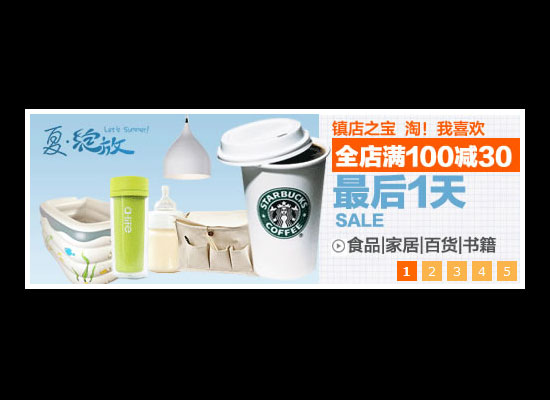 Let's Summer!
夏·绽放
a-site
STARBUCKS
COFFEE
镇店之宝 淘！我喜欢
全店满100减30
最后1天
SALE
食品|家居|百货|书籍
1 2 3 4 5